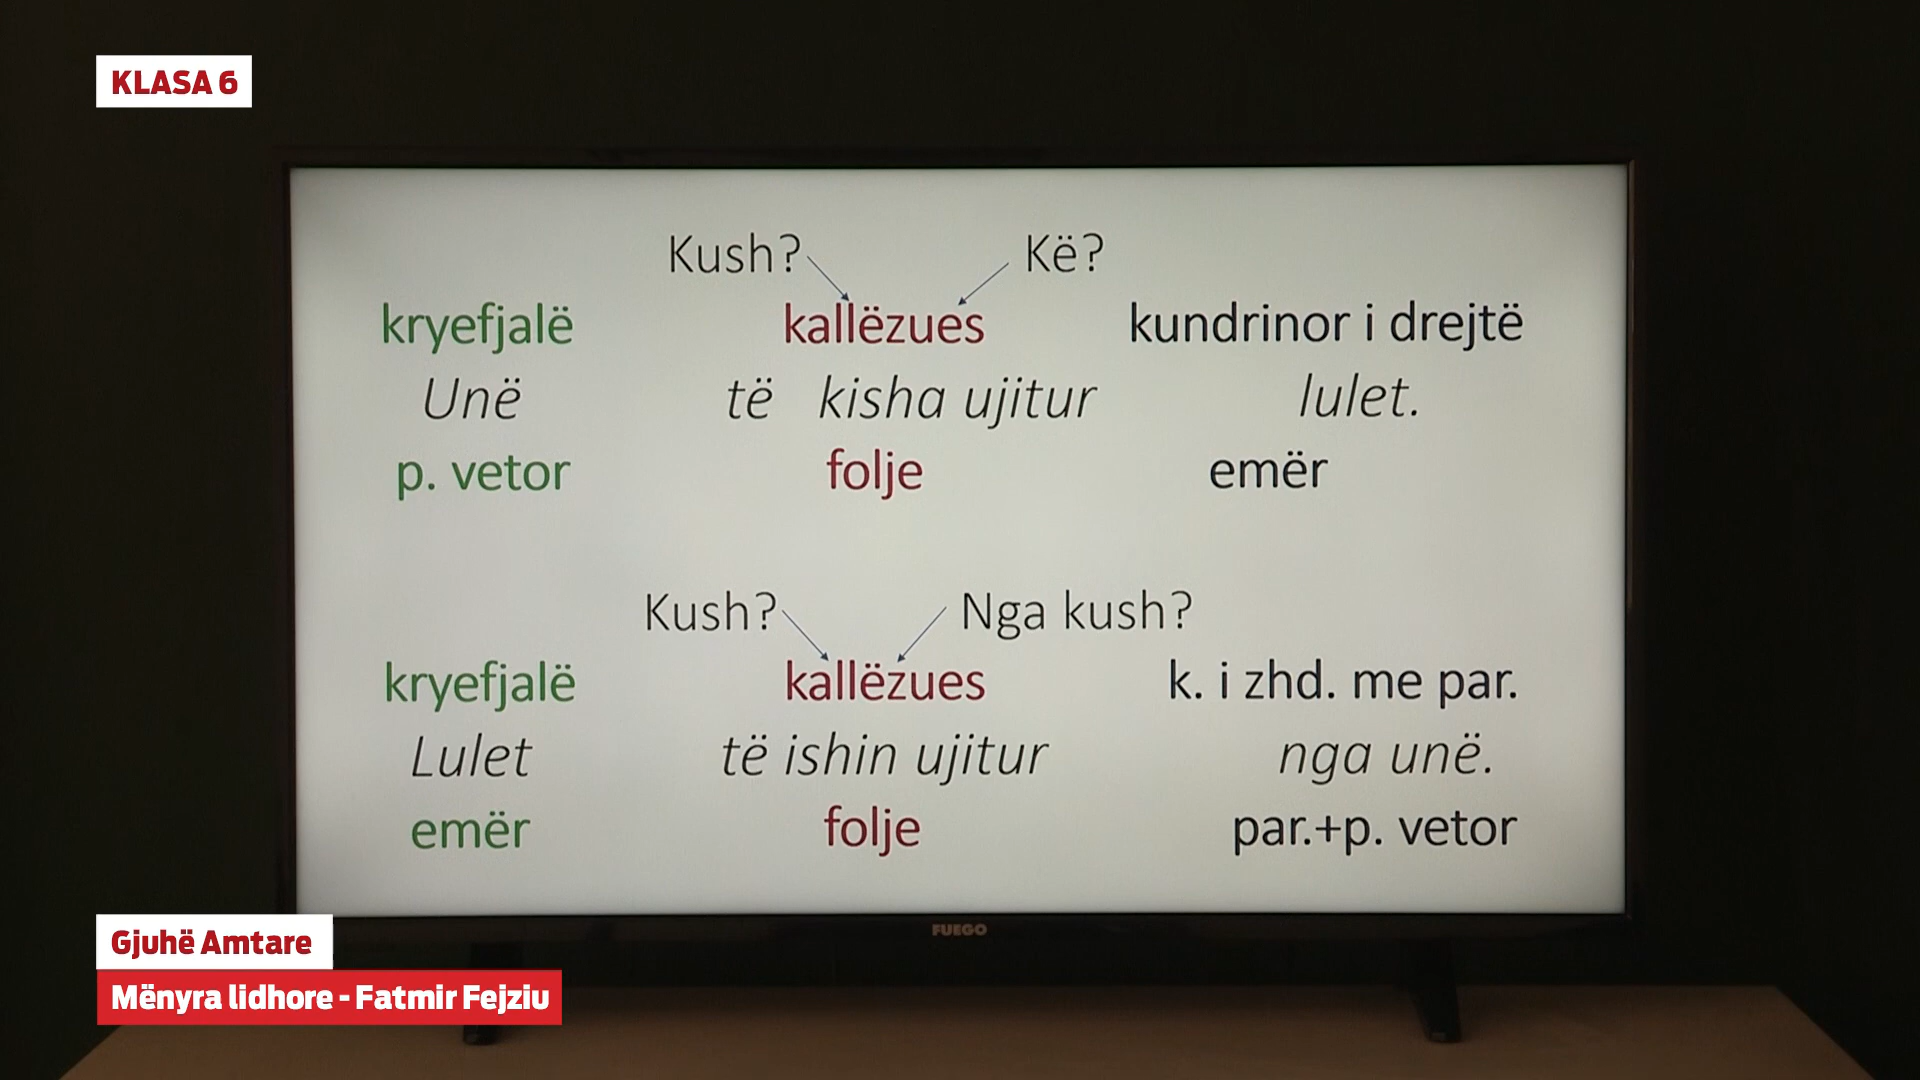 KLASA 6
Kush? Kë?
kryefjalë kallëzues kundrinor i drejtë
Unë të kisha ujitur lulet.
p. vetor folje emër
Kush? Nga kush?
kryefjalë kallëzues k. i zhd. me par.
Lulet të ishin ujitur nga unë.
emër folje par.+p. vetor
FUEGO
Gjuhë Amtare
Mënyra lidhore - Fatmir Fejziu